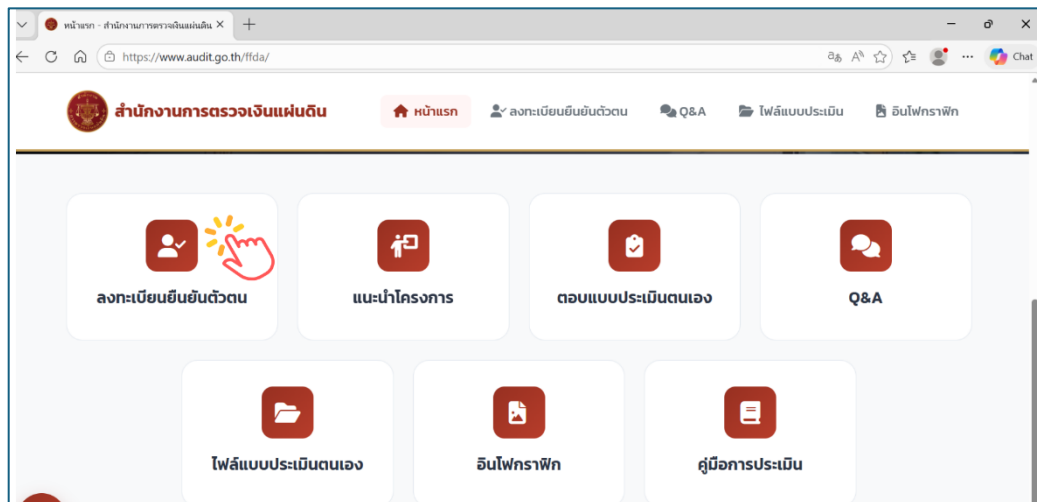 หน้าแรก - สำนักงานการตรวจเงินแผ่นดิน
https://www.audit.go.th/ffda/
Chat
สำนักงานการตรวจเงินแผ่นดิน
หน้าแรก
ลงทะเบียนยืนยันตัวตน
Q&A
ไฟล์แบบประเมิน
อินโฟกราฟิก
ลงทะเบียนยืนยันตัวตน
แนะนำโครงการ
ตอบแบบประเมินตนเอง
Q&A
ไฟล์แบบประเมินตนเอง
อินโฟกราฟิก
คู่มือการประเมิน